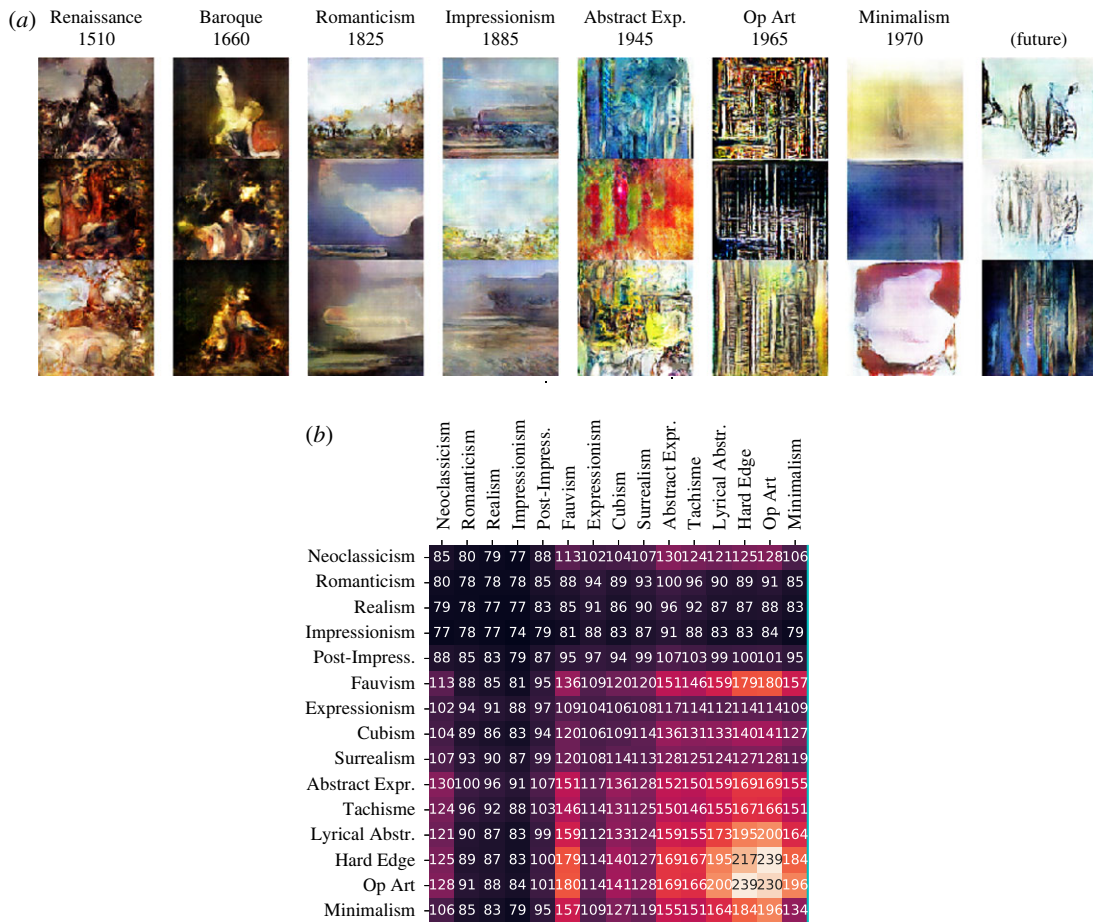 (a) Renaissance Baroque Romanticism Impressionism Abstract Exp. Op Art Minimalism
1510 1660 1825 1885 1945 1965 1970 (future)
(b)
Neoclassicism Romanticism Realism Impressionism Post-Impress. Fauvism Expressionism Cubism Surrealism Abstract Expr. Tachisme Lyrical Abstr. Hard Edge Op Art Minimalism
Neoclassicism 85 80 79 77 88 113 102 104 107 130 124 121 125 128 106
Romanticism 80 78 78 78 85 88 94 89 93 100 96 90 89 91 85
Realism 79 78 77 77 83 85 91 86 90 96 92 87 87 88 83
Impressionism 77 78 77 74 79 81 88 83 87 91 88 83 83 84 79
Post-Impress. 88 85 83 79 87 95 97 94 99 107 103 99 100 101 95
Fauvism 113 88 85 81 95 136 109 120 120 151 146 159 179 180 157
Expressionism 102 94 91 88 97 109 104 106 108 117 114 112 114 114 109
Cubism 104 89 86 83 94 120 106 109 114 136 131 133 140 141 127
Surrealism 107 93 90 87 99 120 108 114 113 128 125 124 127 128 119
Abstract Expr. 130 100 96 91 107 151 117 136 128 152 150 159 169 169 155
Tachisme 124 96 92 88 103 146 114 131 125 150 146 155 167 166 151
Lyrical Abstr. 121 90 87 83 99 159 112 133 124 159 155 173 195 200 164
Hard Edge 125 89 87 83 100 179 114 140 127 169 167 195 217 239 184
Op Art 128 91 88 84 101 180 114 141 128 169 166 200 239 230 196
Minimalism 106 85 83 79 95 157 109 127 119 155 151 164 184 196 134